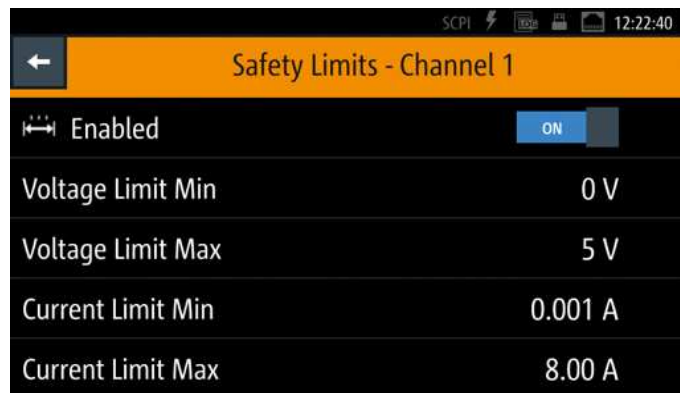 SCPI 12:22:40
Safety Limits - Channel 1
Enabled ON
Voltage Limit Min 0 V
Voltage Limit Max 5 V
Current Limit Min 0.001 A
Current Limit Max 8.00 A